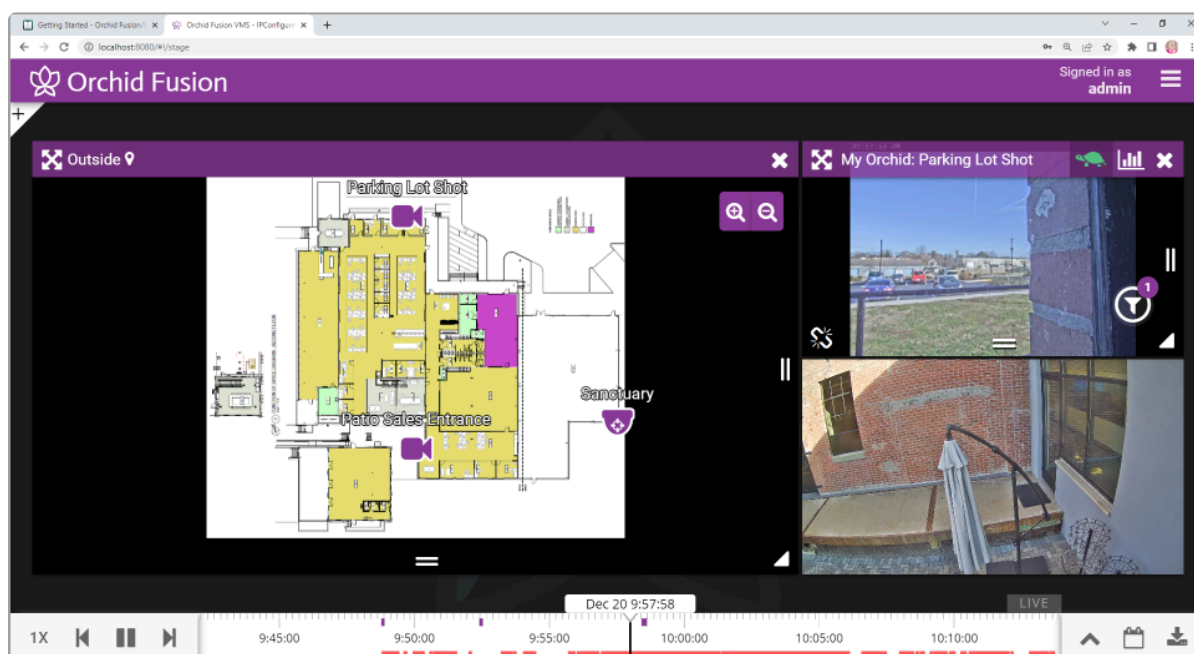 Getting Started - Orchid Fusion/
Orchid Fusion VMS - IPConfigure
localhost:8080/#!/stage
Orchid Fusion
Signed in as
admin
Outside
My Orchid: Parking Lot Shot
Parking Lot Shot
1
Sanctuary
Patio Sales Entrance
Dec 20 9:57:58
LIVE
1X
9:45:00
9:50:00
9:55:00
10:00:00
10:05:00
10:10:00